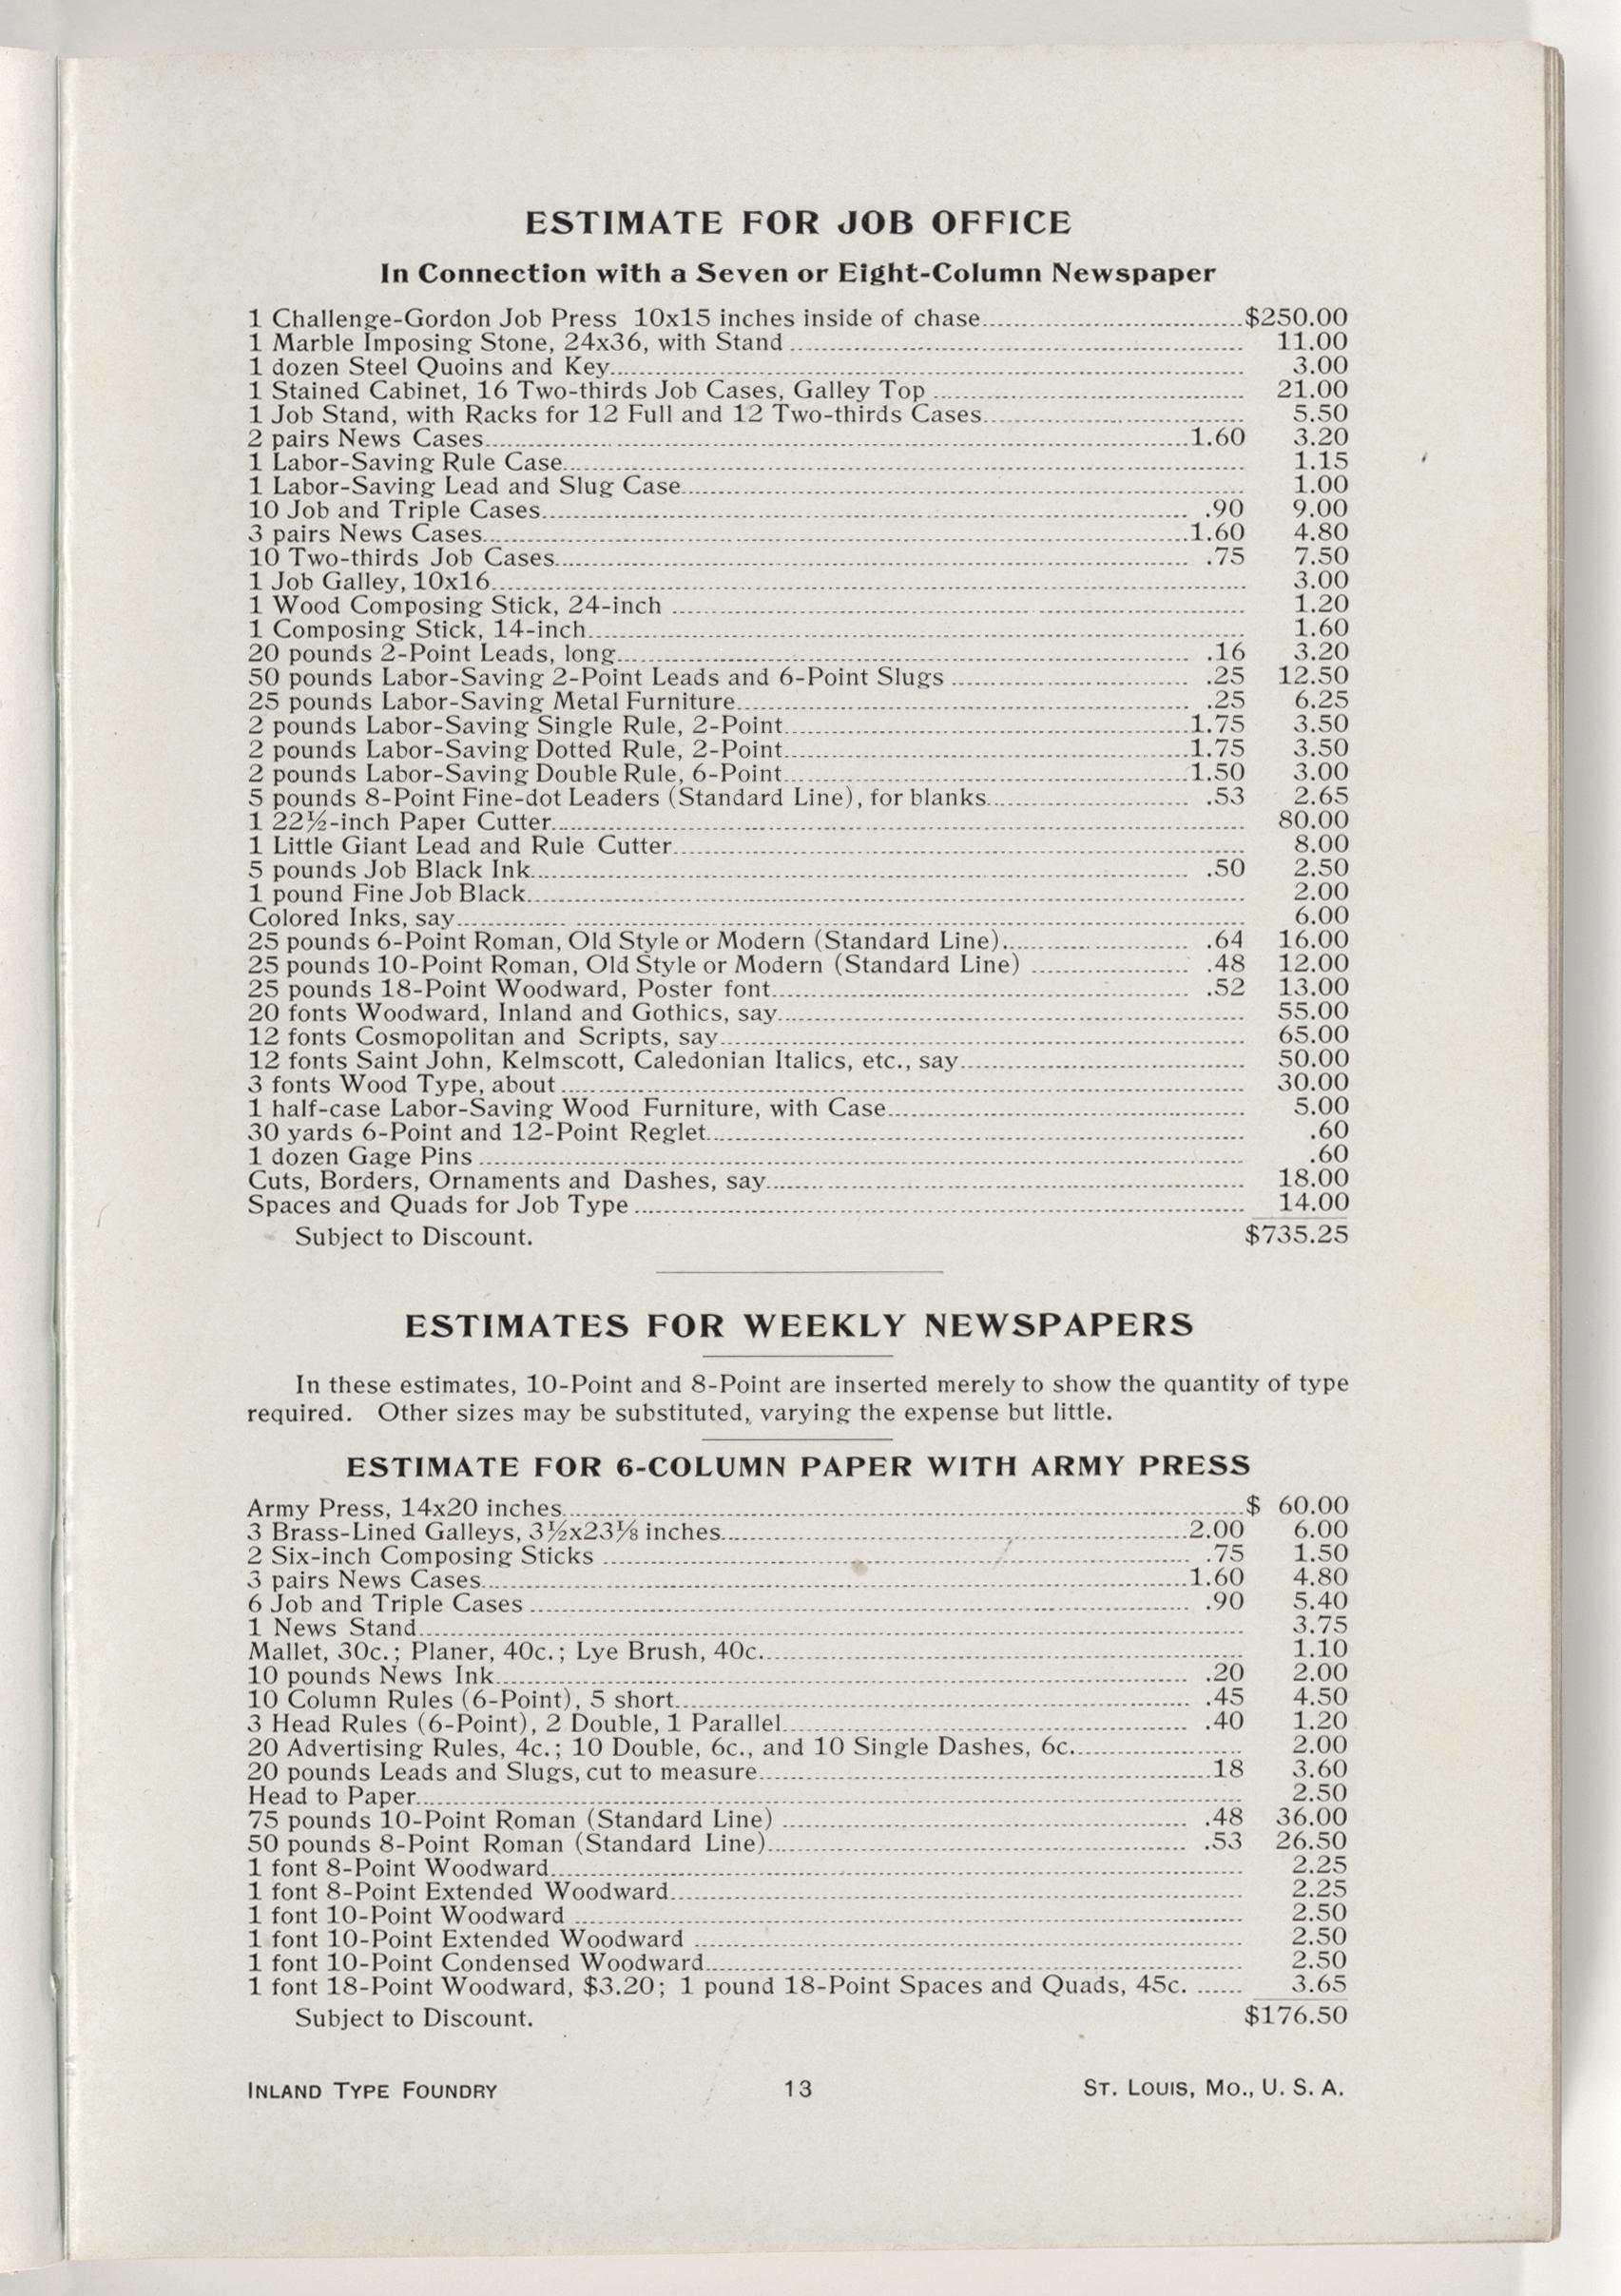 ESTIMATE FOR JOB OFFICE
In Connection with a Seven or Eight-Column Newspaper
1 Challenge-Gordon Job Press 10x15 inches inside of chase $250.00
1 Marble Imposing Stone, 24x36, with Stand 11.00
1 dozen Steel Quoins and Key 3.00
1 Stained Cabinet, 16 Two-thirds Job Cases, Galley Top 21.00
1 Job Stand, with Racks for 12 Full and 12 Two-thirds Cases 5.50
2 pairs News Cases 1.60 3.20
1 Labor-Saving Rule Case 1.15
1 Labor-Saving Lead and Slug Case 1.00
10 Job and Triple Cases .90 9.00
3 pairs News Cases 1.60 4.80
10 Two-thirds Job Cases .75 7.50
1 Job Galley, 10x16 3.00
1 Wood Composing Stick, 24-inch 1.20
1 Composing Stick, 14-inch 1.60
20 pounds 2-Point Leads, long .16 3.20
50 pounds Labor-Saving 2-Point Leads and 6-Point Slugs .25 12.50
25 pounds Labor-Saving Metal Furniture .25 6.25
2 pounds Labor-Saving Single Rule, 2-Point 1.75 3.50
2 pounds Labor-Saving Dotted Rule, 2-Point 1.75 3.50
2 pounds Labor-Saving Double Rule, 6-Point 1.50 3.00
5 pounds 8-Point Fine-dot Leaders (Standard Line), for blanks .53 2.65
1 22½-inch Paper Cutter 80.00
1 Little Giant Lead and Rule Cutter 8.00
5 pounds Job Black Ink .50 2.50
1 pound Fine Job Black 2.00
Colored Inks, say 6.00
25 pounds 6-Point Roman, Old Style or Modern (Standard Line) .64 16.00
25 pounds 10-Point Roman, Old Style or Modern (Standard Line) .48 12.00
25 pounds 18-Point Woodward, Poster font .52 13.00
20 fonts Woodward, Inland and Gothics, say 55.00
12 fonts Cosmopolitan and Scripts, say 65.00
12 fonts Saint John, Kelmscott, Caledonian Italics, etc., say 50.00
3 fonts Wood Type, about 30.00
1 half-case Labor-Saving Wood Furniture, with Case 5.00
30 yards 6-Point and 12-Point Reglet .60
1 dozen Gage Pins .60
Cuts, Borders, Ornaments and Dashes, say 18.00
Spaces and Quads for Job Type 14.00
Subject to Discount. $735.25
ESTIMATES FOR WEEKLY NEWSPAPERS
In these estimates, 10-Point and 8-Point are inserted merely to show the quantity of type
required. Other sizes may be substituted, varying the expense but little.
ESTIMATE FOR 6-COLUMN PAPER WITH ARMY PRESS
Army Press, 14x20 inches $ 60.00
3 Brass-Lined Galleys, 3½x23⅛ inches 2.00 6.00
2 Six-inch Composing Sticks .75 1.50
3 pairs News Cases 1.60 4.80
6 Job and Triple Cases .90 5.40
1 News Stand 3.75
Mallet, 30c.; Planer, 40c.; Lye Brush, 40c. 1.10
10 pounds News Ink .20 2.00
10 Column Rules (6-Point), 5 short .45 4.50
3 Head Rules (6-Point), 2 Double, 1 Parallel .40 1.20
20 Advertising Rules, 4c.; 10 Double, 6c., and 10 Single Dashes, 6c. 2.00
20 pounds Leads and Slugs, cut to measure 18 3.60
Head to Paper 2.50
75 pounds 10-Point Roman (Standard Line) .48 36.00
50 pounds 8-Point Roman (Standard Line) .53 26.50
1 font 8-Point Woodward 2.25
1 font 8-Point Extended Woodward 2.25
1 font 10-Point Woodward 2.50
1 font 10-Point Extended Woodward 2.50
1 font 10-Point Condensed Woodward 2.50
1 font 18-Point Woodward, $3.20; 1 pound 18-Point Spaces and Quads, 45c. 3.65
Subject to Discount. $176.50
INLAND TYPE FOUNDRY 13 ST. LOUIS, MO., U. S. A.